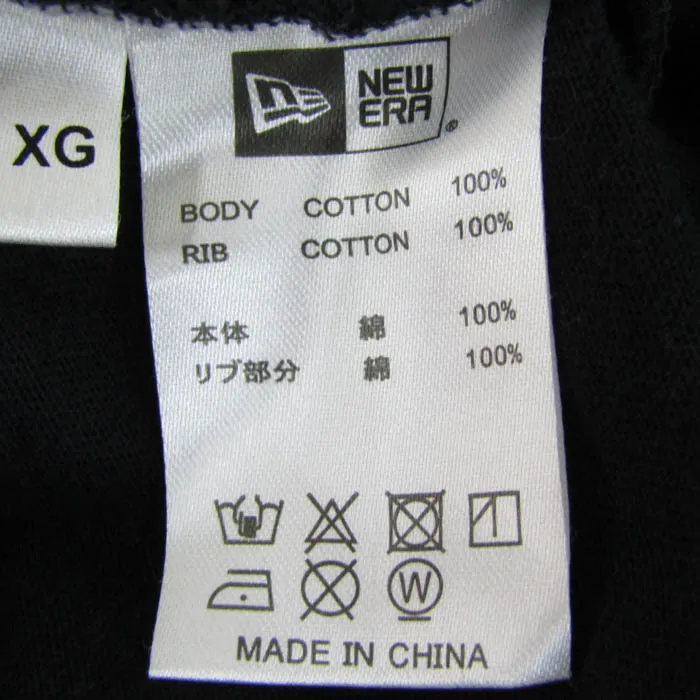 XG
NEW
ERA®
BODY COTTON 100%
RIB COTTON 100%
本体 綿 100%
リブ部分 綿 100%
W
MADE IN CHINA